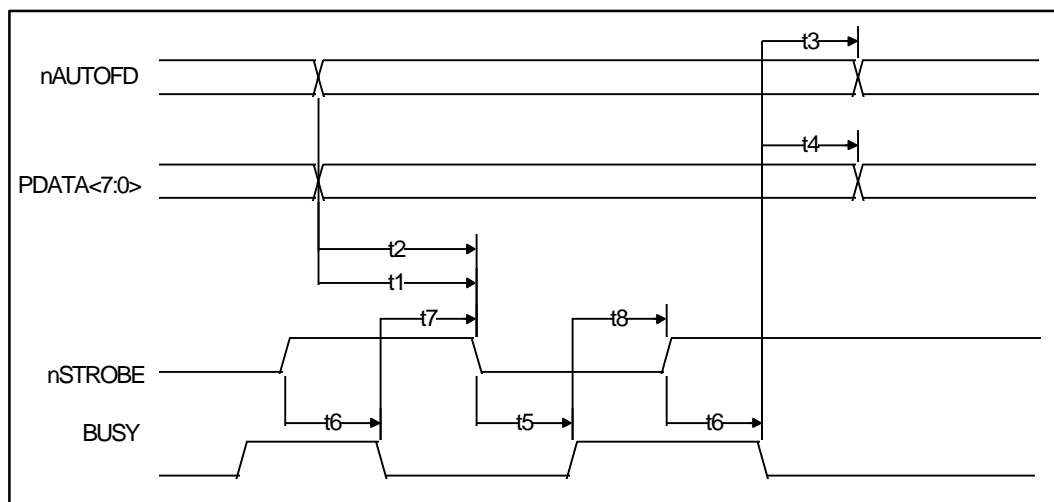 t3
nAUTOFD
t4
PDATA<7:0>
t2
t1
t7
t8
nSTROBE
t6
t5
t6
BUSY